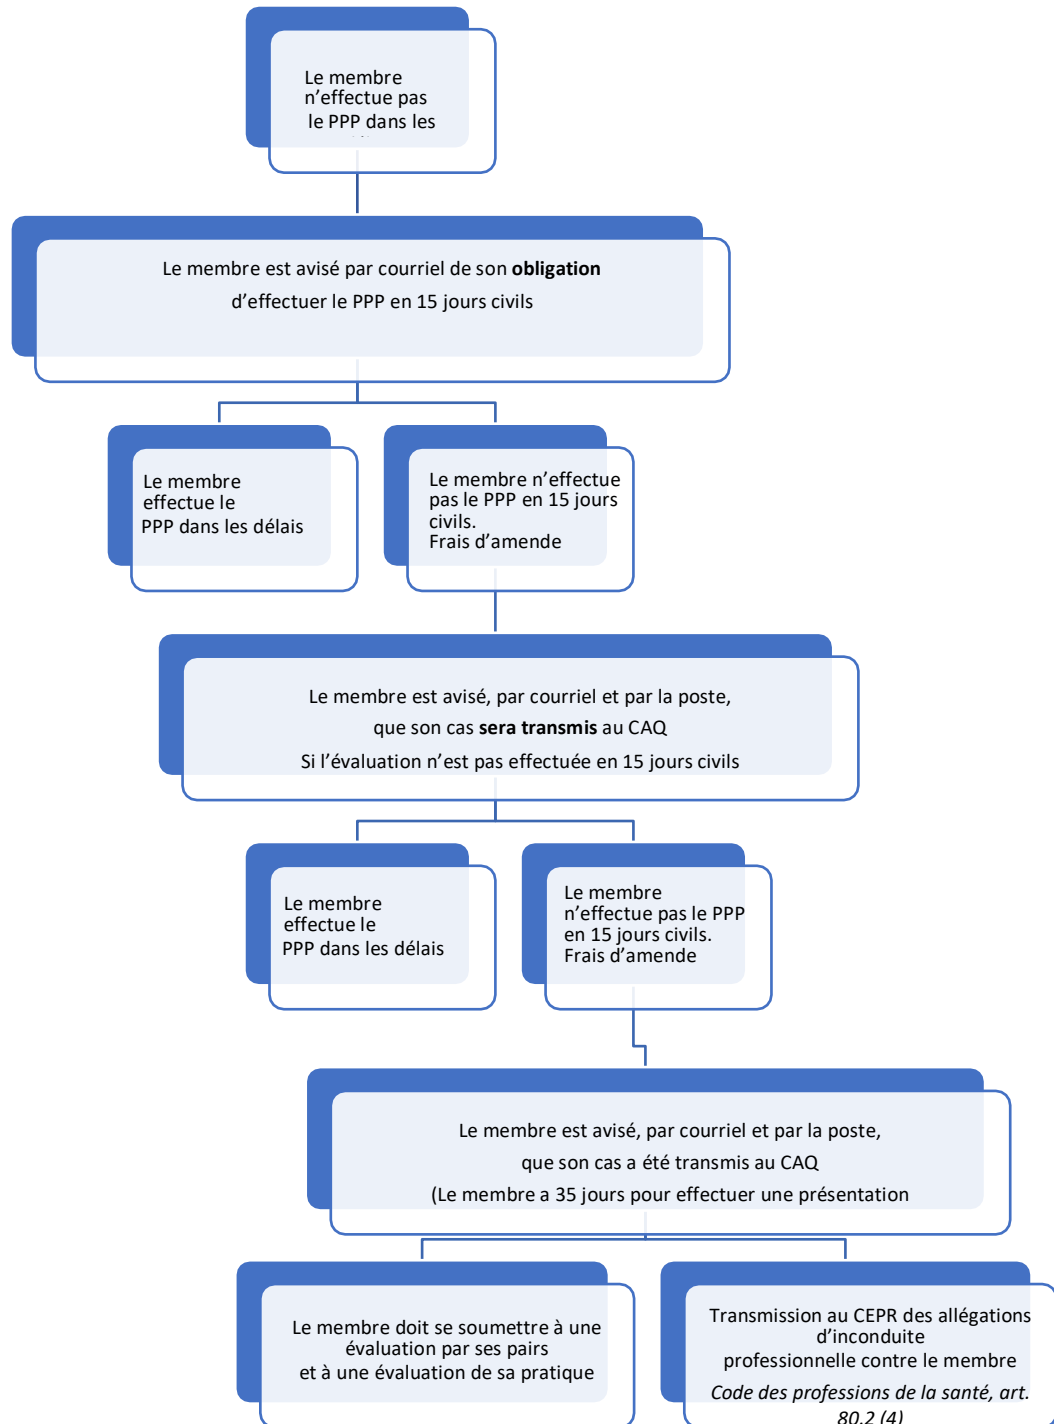 Le membre
n’effectue pas
le PPP dans les
Le membre est avisé par courriel de son obligation
d’effectuer le PPP en 15 jours civils
Le membre
effectue le
PPP dans les délais
Le membre n’effectue
pas le PPP en 15 jours
civils.
Frais d’amende
Le membre est avisé, par courriel et par la poste,
que son cas sera transmis au CAQ
Si l’évaluation n’est pas effectuée en 15 jours civils
Le membre
effectue le
PPP dans les délais
Le membre
n’effectue pas le PPP
en 15 jours civils.
Frais d’amende
Le membre est avisé, par courriel et par la poste,
que son cas a été transmis au CAQ
(Le membre a 35 jours pour effectuer une présentation
Le membre doit se soumettre à une
évaluation par ses pairs
et à une évaluation de sa pratique
Transmission au CEPR des allégations
d’inconduite
professionnelle contre le membre
Code des professions de la santé, art.
80.2 (4)